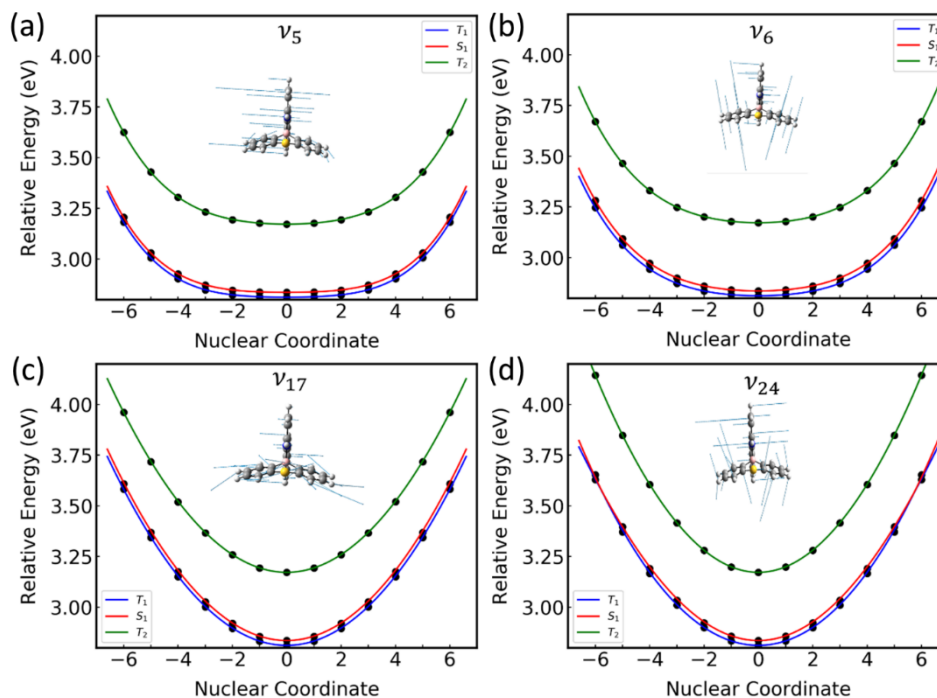 (a)
ν5
T1
S1
T2
Relative Energy (eV)
4.00
3.75
3.50
3.25
3.00
−6 −4 −2 0 2 4 6
Nuclear Coordinate
(b)
ν6
T1
S1
T2
Relative Energy (eV)
4.00
3.75
3.50
3.25
3.00
−6 −4 −2 0 2 4 6
Nuclear Coordinate
(c)
ν17
T1
S1
T2
Relative Energy (eV)
4.00
3.75
3.50
3.25
3.00
−6 −4 −2 0 2 4 6
Nuclear Coordinate
(d)
ν24
T1
S1
T2
Relative Energy (eV)
4.00
3.75
3.50
3.25
3.00
−6 −4 −2 0 2 4 6
Nuclear Coordinate